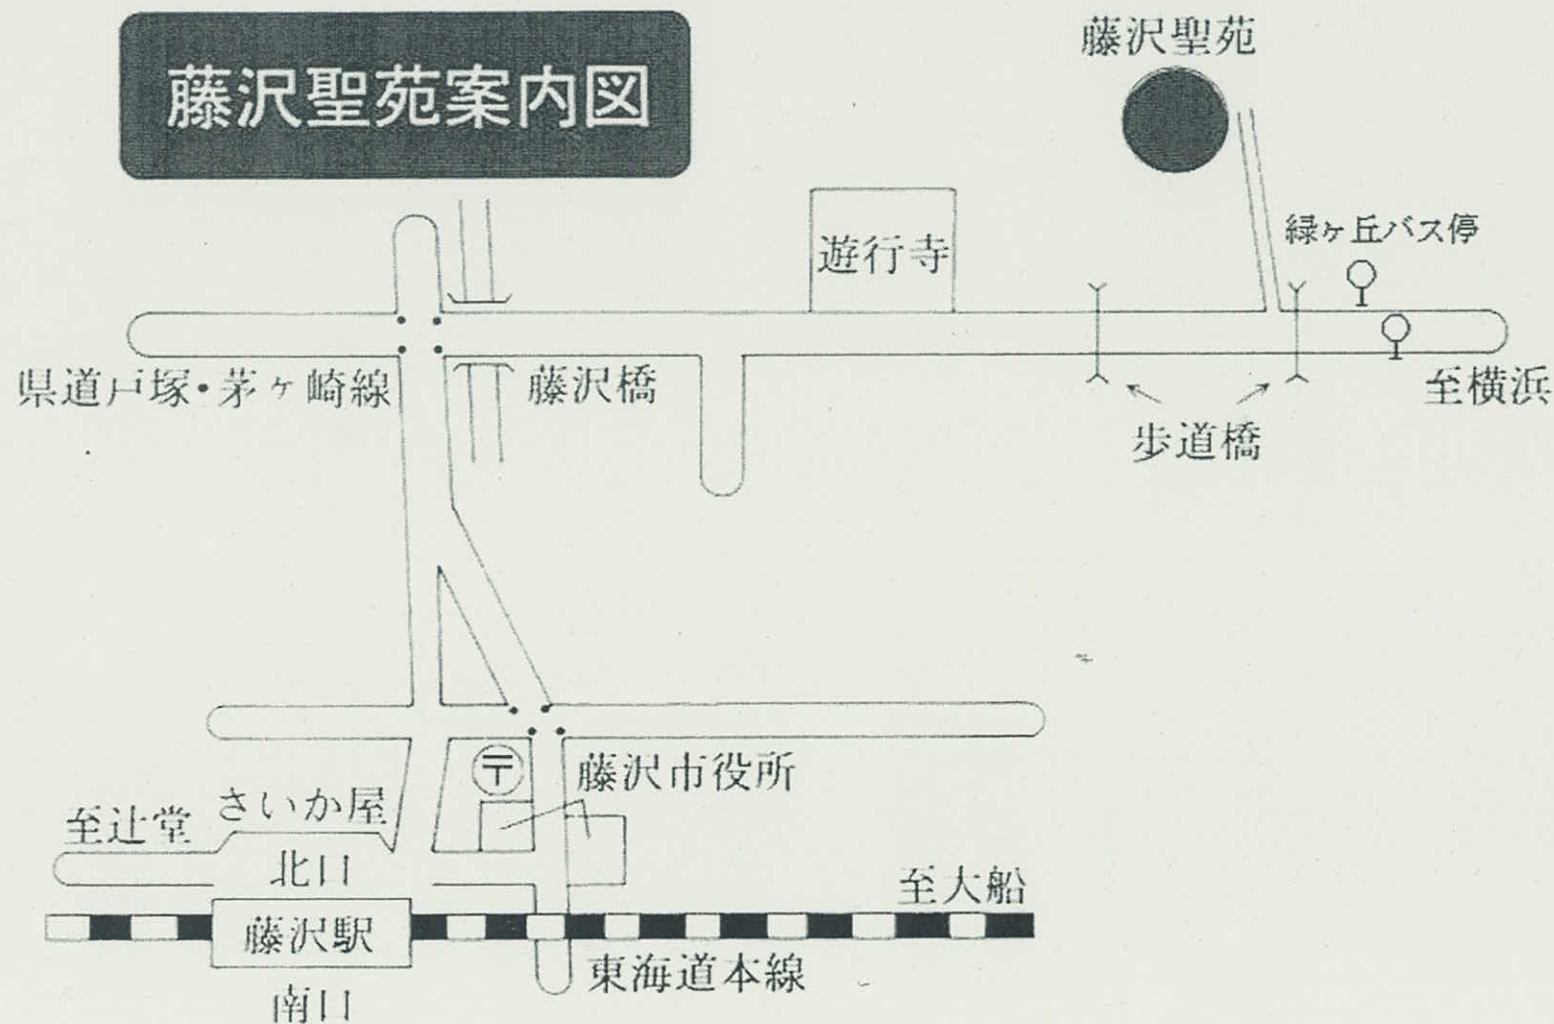 藤沢聖苑案内図
藤沢聖苑
緑ヶ丘バス停
遊行寺
県道戸塚・茅ヶ崎線
藤沢橋
歩道橋
至横浜
〒
藤沢市役所
さいか屋
至辻堂
北口
至大船
藤沢駅
東海道本線
南口